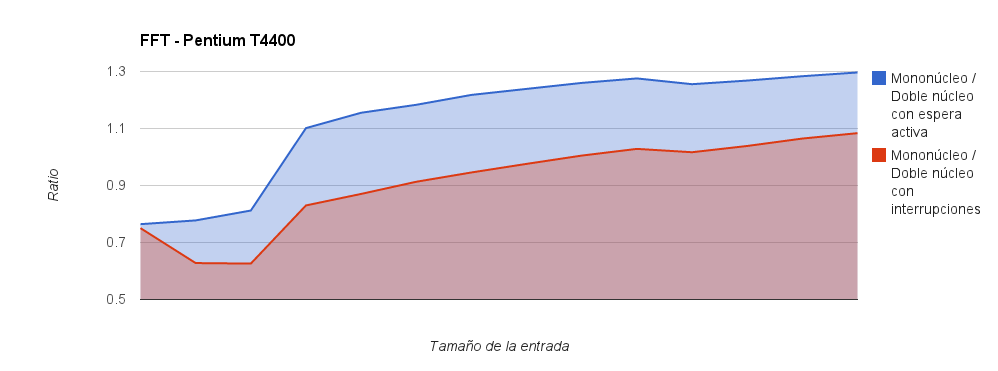 FFT - Pentium T4400
1.3
1.1
0.9
0.7
0.5
Ratio
Tamaño de la entrada
Mononúcleo /
Doble núcleo
con espera
activa
Mononúcleo /
Doble núcleo
con
interrupciones